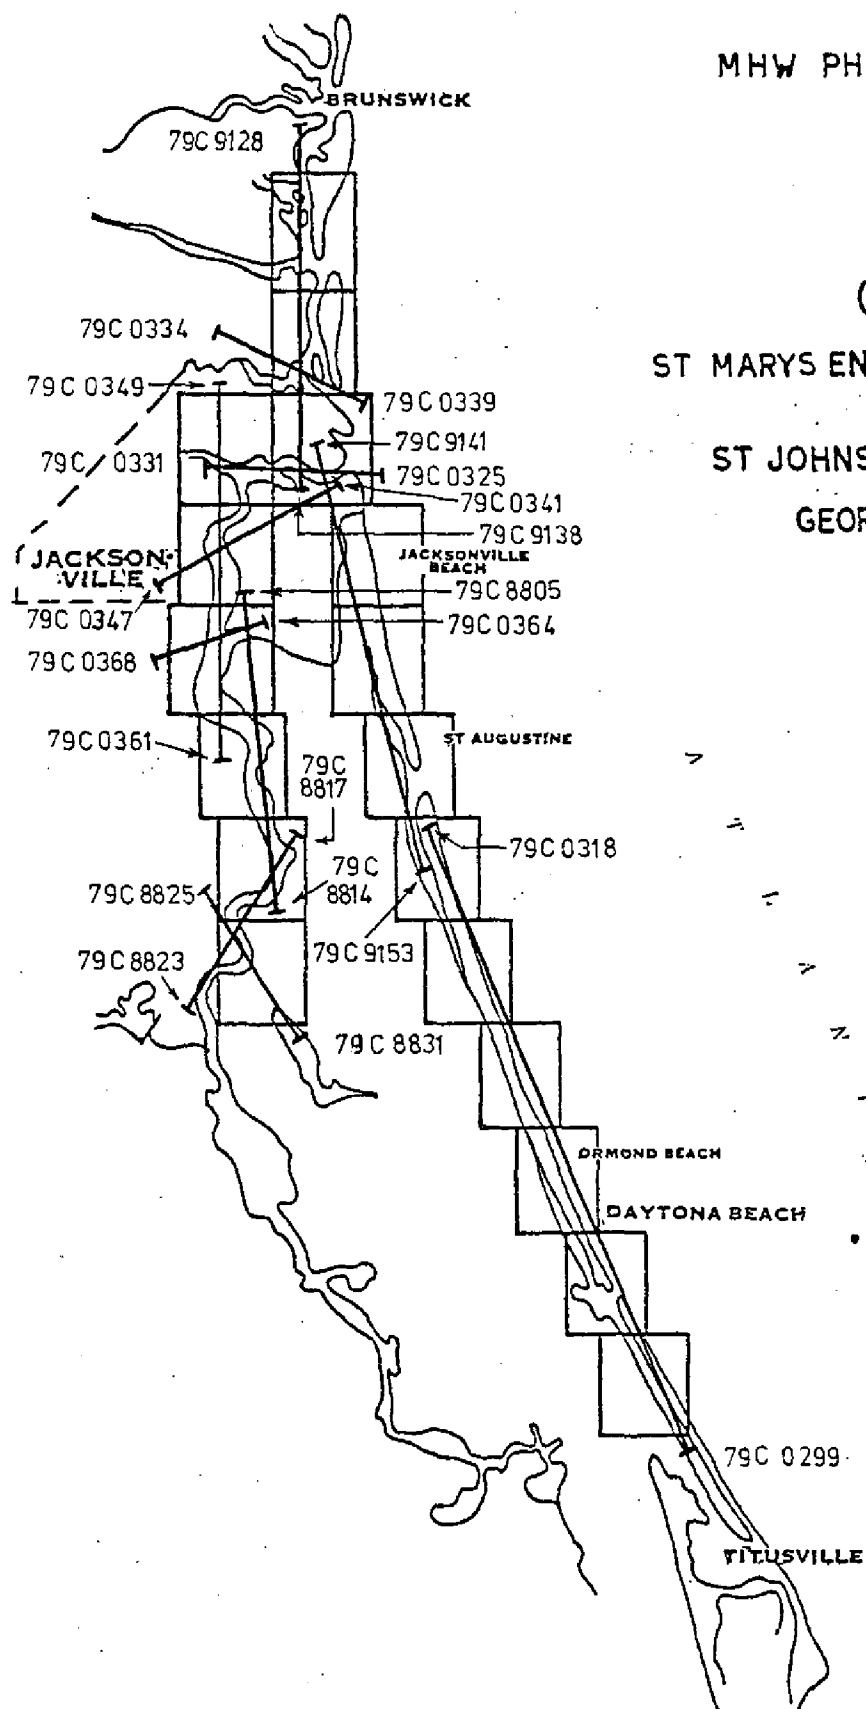 MHW PH
BRUNSWICK
79C 9128
(
79C 0334
ST MARYS EN
79C 0349
79C 0339
79C 9141
ST JOHNS
79C 0331
79C 0325
79C 0341
GEOR
79C 9138
JACKSON-
VILLE
JACKSONVILLE
BEACH
79C 8805
79C 0347
79C 0364
79C 0368
79C 0361
ST AUGUSTINE
79C
8817
79C 0318
79C
8814
79C 8825
79C 9153
79C 8823
79C 8831
ORMOND BEACH
DAYTONA BEACH
79C 0299
TITUSVILLE